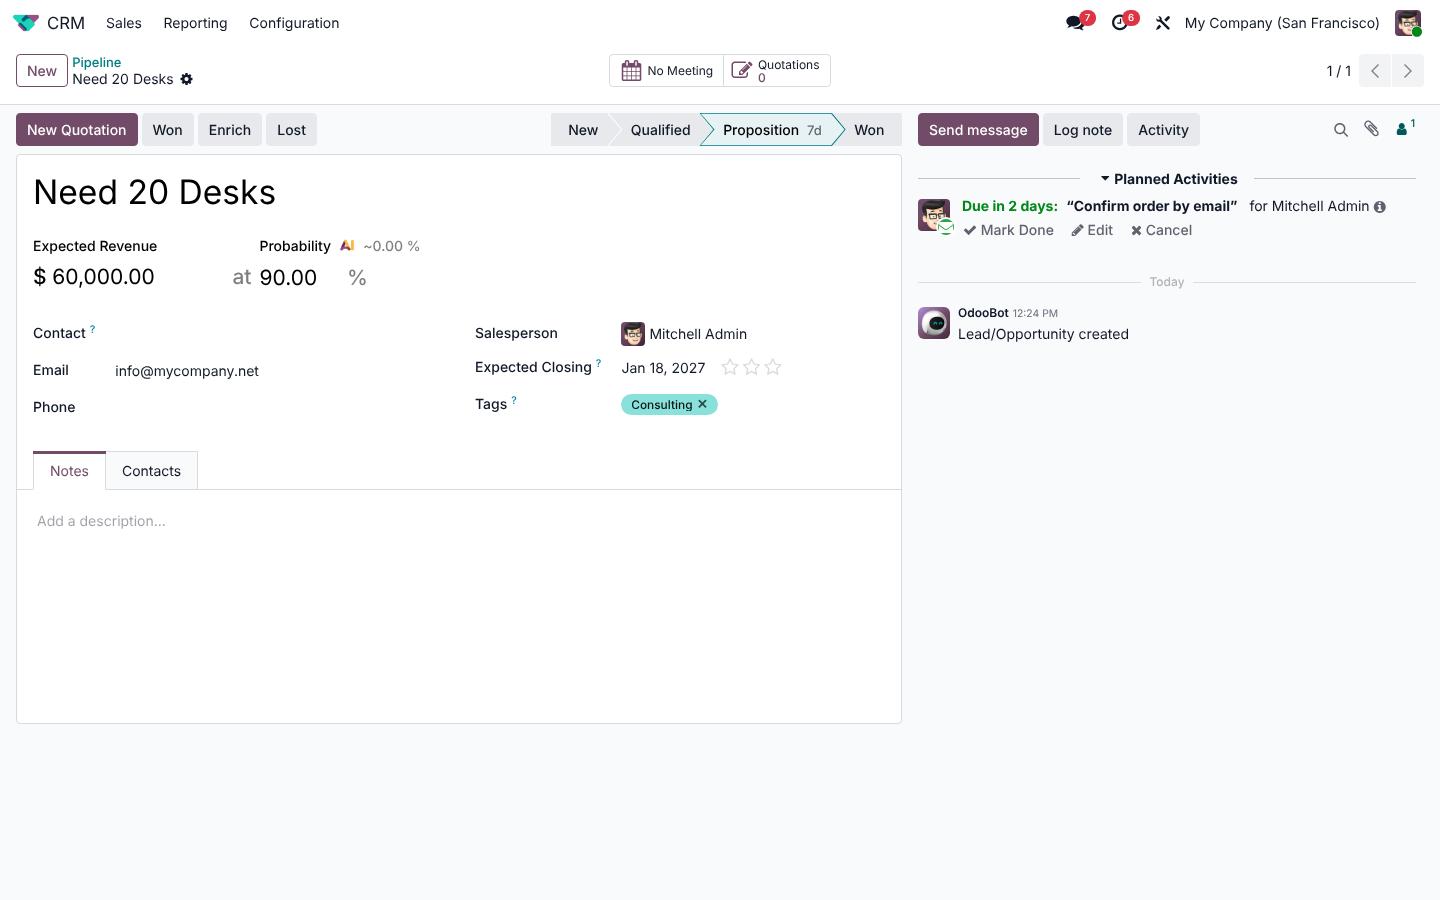 CRM Sales Reporting Configuration 7 6 My Company (San Francisco)
New Pipeline
Need 20 Desks
No Meeting
Quotations
0
1 / 1
New Quotation Won Enrich Lost
New Qualified Proposition 7d Won
Need 20 Desks
Expected Revenue Probability AI ~0.00 %
$ 60,000.00 at 90.00 %
Contact ?
Email info@mycompany.net
Phone
Salesperson Mitchell Admin
Expected Closing ? Jan 18, 2027
Tags ? Consulting ✕
Notes Contacts
Add a description...
Send message Log note Activity 1
Planned Activities
Due in 2 days: “Confirm order by email” for Mitchell Admin
Mark Done Edit Cancel
Today
OdooBot 12:24 PM
Lead/Opportunity created